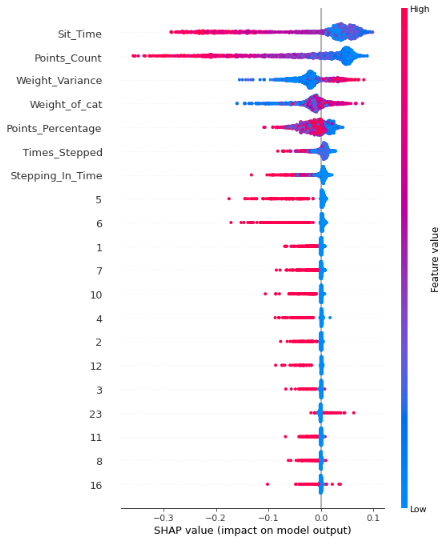 High
Sit_Time
Points_Count
Weight_Variance
Weight_of_cat
Points_Percentage
Times_Stepped
Stepping_In_Time
5
6
1
7
10
4
2
12
3
23
11
8
16
Feature value
Low
−0.3 −0.2 −0.1 0.0 0.1
SHAP value (impact on model output)